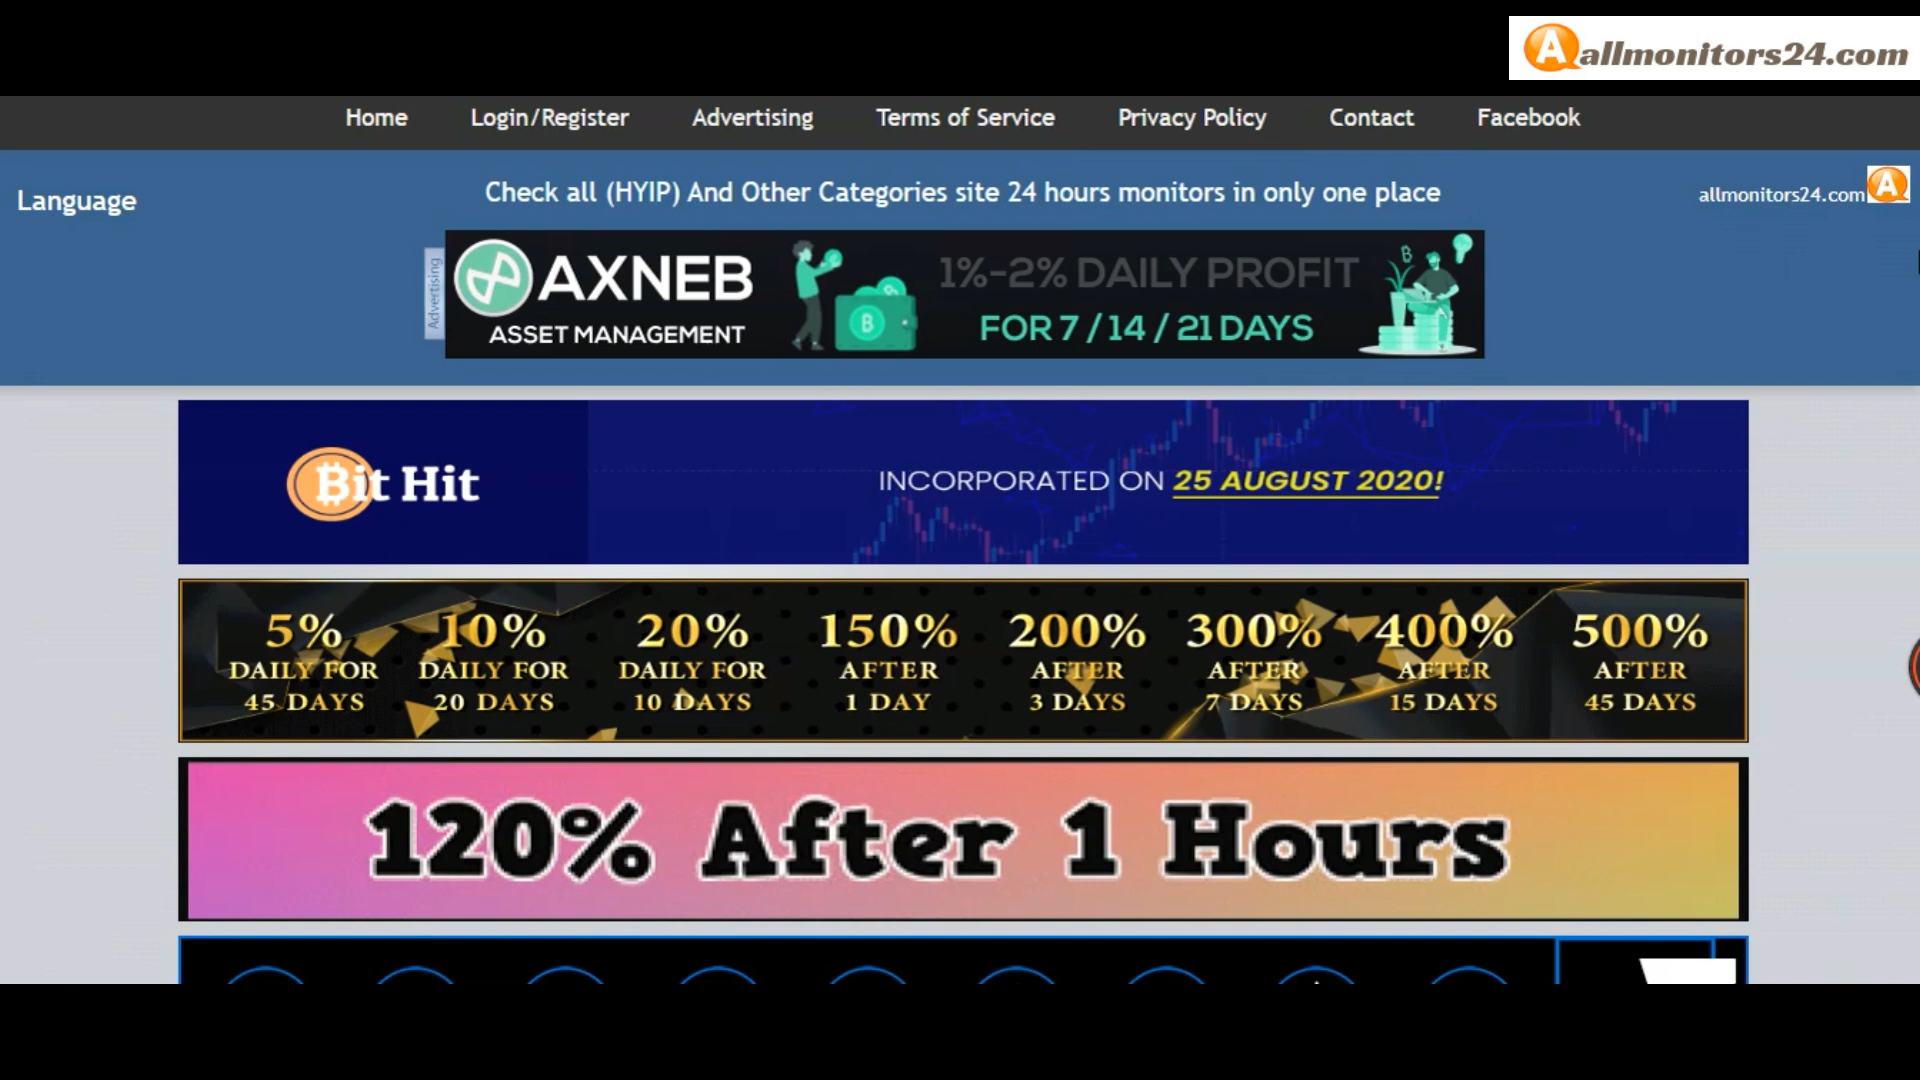 allmonitors24.com
Home Login/Register Advertising Terms of Service Privacy Policy Contact Facebook
Language
Check all (HYIP) And Other Categories site 24 hours monitors in only one place
allmonitors24.com
Advertising
AXNEB
ASSET MANAGEMENT
1%-2% DAILY PROFIT
FOR 7 / 14 / 21 DAYS
Bit Hit
INCORPORATED ON 25 AUGUST 2020!
5% 10% 20% 150% 200% 300% 400% 500%
DAILY FOR DAILY FOR DAILY FOR AFTER AFTER AFTER AFTER AFTER
45 DAYS 20 DAYS 10 DAYS 1 DAY 3 DAYS 7 DAYS 15 DAYS 45 DAYS
120% After 1 Hours